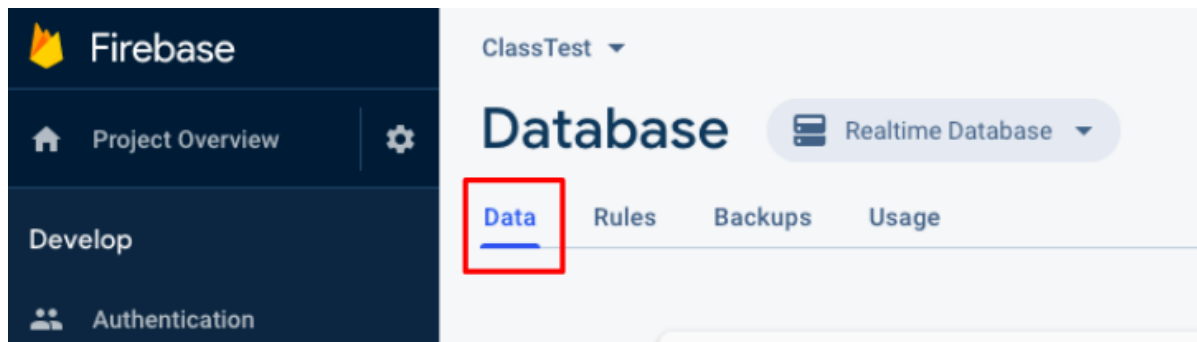 Firebase
Project Overview
Develop
Authentication
ClassTest
Database
Realtime Database
Data Rules Backups Usage